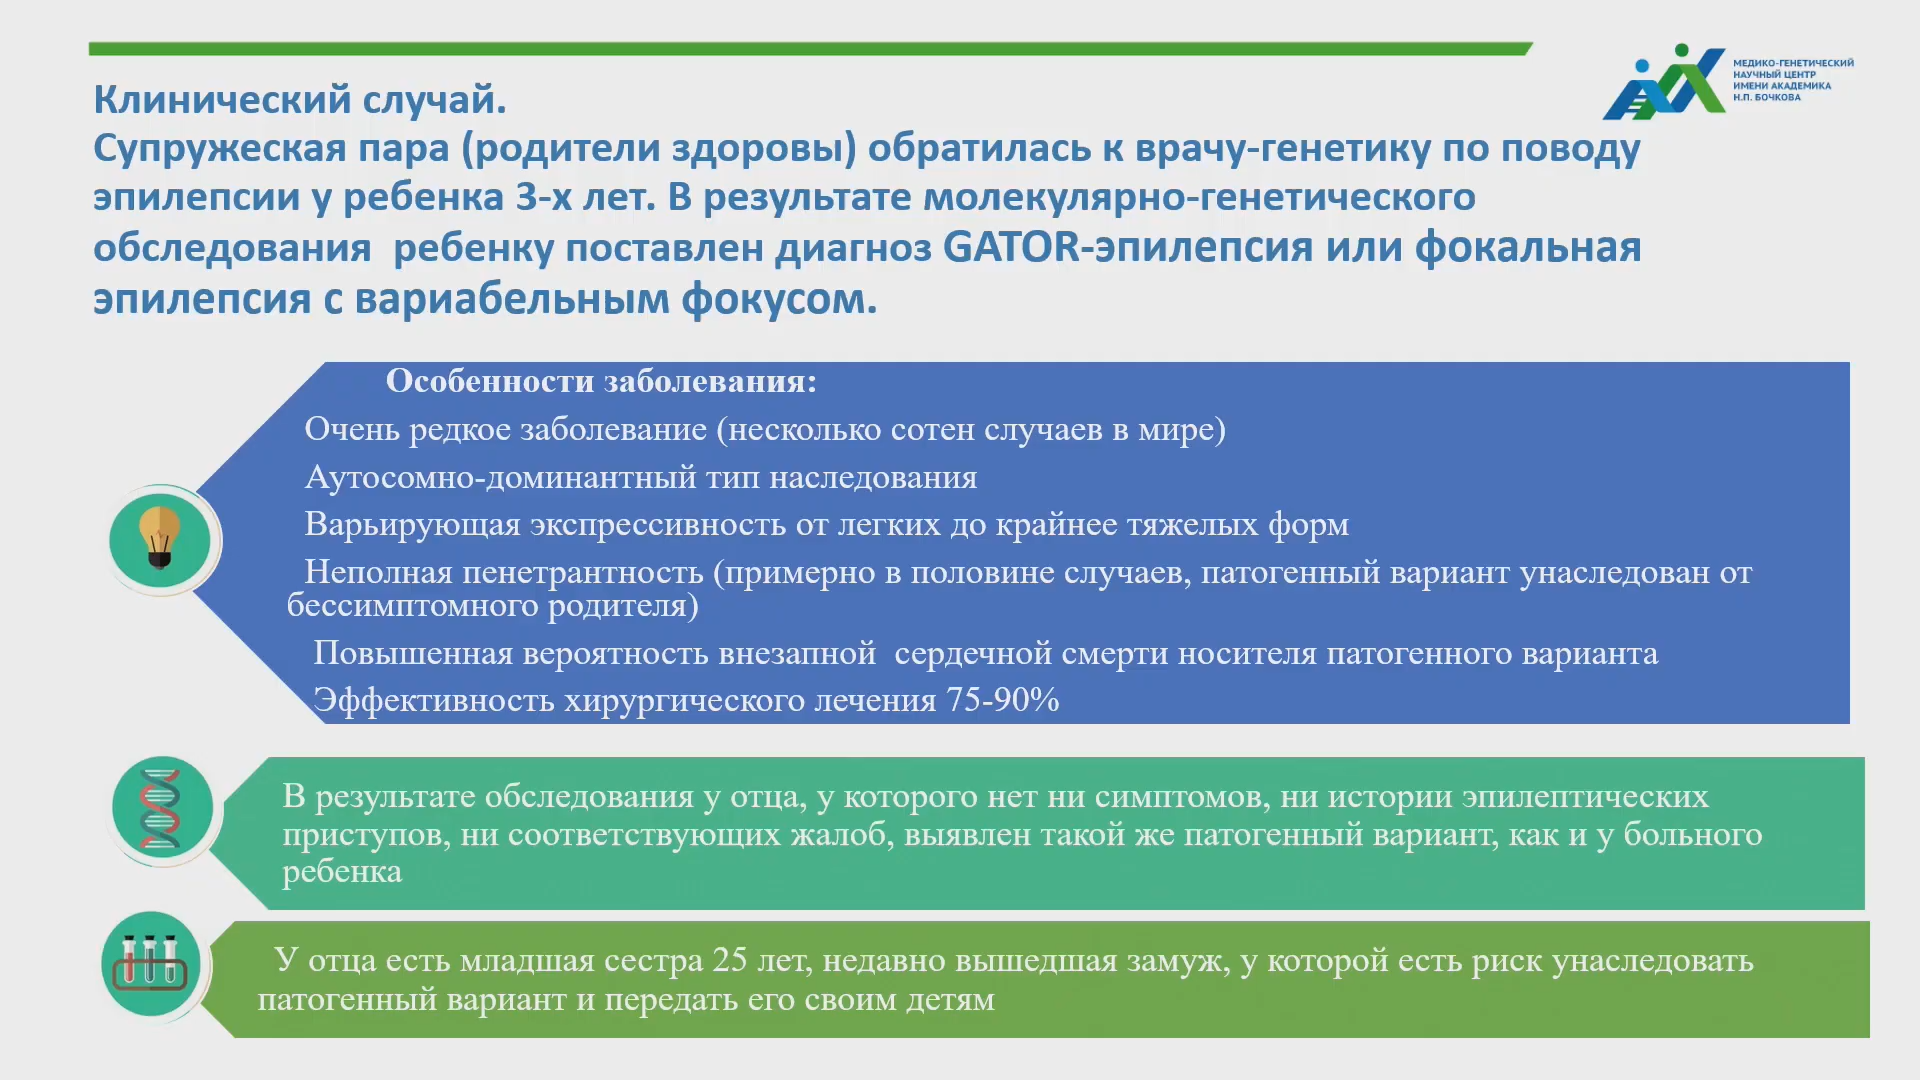 МЕДИКО-ГЕНЕТИЧЕСКИЙ
НАУЧНЫЙ ЦЕНТР
ИМЕНИ АКАДЕМИКА
Н.П. БОЧКОВА
Клинический случай.
Супружеская пара (родители здоровы) обратилась к врачу-генетику по поводу
эпилепсии у ребенка 3-х лет. В результате молекулярно-генетического
обследования ребенку поставлен диагноз GATOR-эпилепсия или фокальная
эпилепсия с вариабельным фокусом.
Особенности заболевания:
Очень редкое заболевание (несколько сотен случаев в мире)
Аутосомно-доминантный тип наследования
Варьирующая экспрессивность от легких до крайнее тяжелых форм
Неполная пенетрантность (примерно в половине случаев, патогенный вариант унаследован от
бессимптомного родителя)
Повышенная вероятность внезапной сердечной смерти носителя патогенного варианта
Эффективность хирургического лечения 75-90%
В результате обследования у отца, у которого нет ни симптомов, ни истории эпилептических
приступов, ни соответствующих жалоб, выявлен такой же патогенный вариант, как и у больного
ребенка
У отца есть младшая сестра 25 лет, недавно вышедшая замуж, у которой есть риск унаследовать
патогенный вариант и передать его своим детям